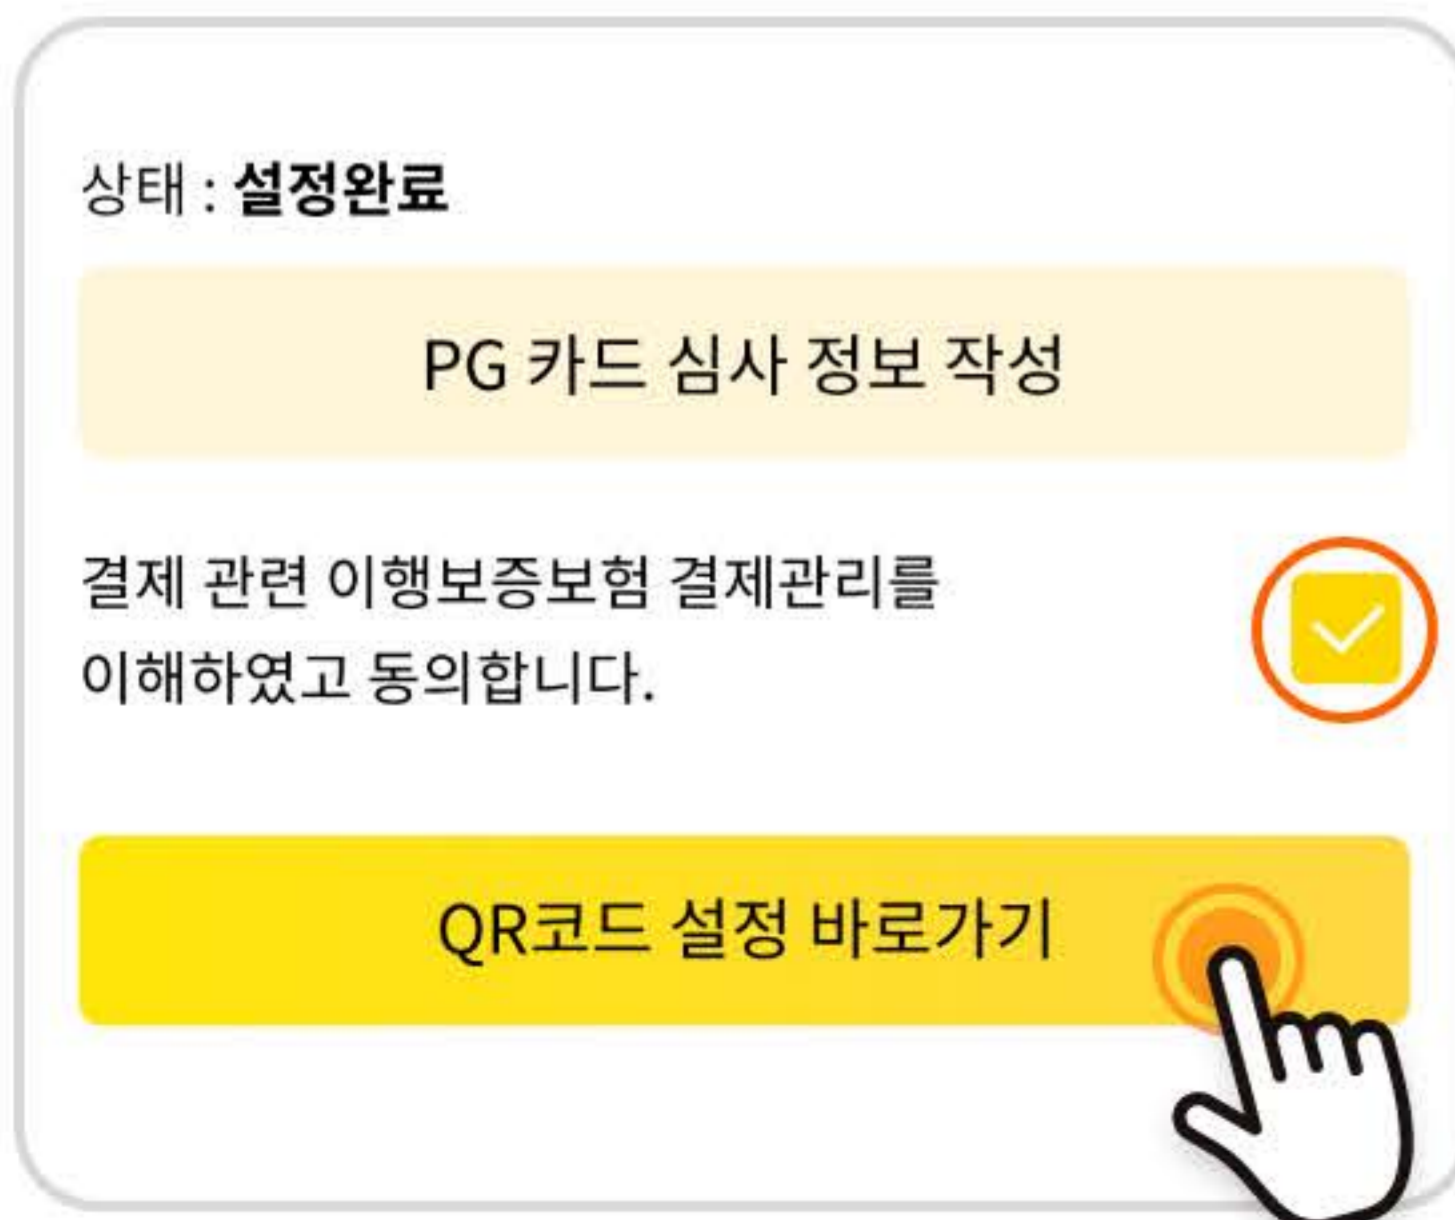 상태 : 설정완료
PG 카드 심사 정보 작성
결제 관련 이행보증보험 결제관리를
이해하였고 동의합니다.
QR코드 설정 바로가기